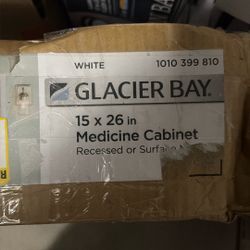 WHITE 1010 399 810
GLACIER BAY
15 x 26 in
Medicine Cabinet
Recessed or Surface